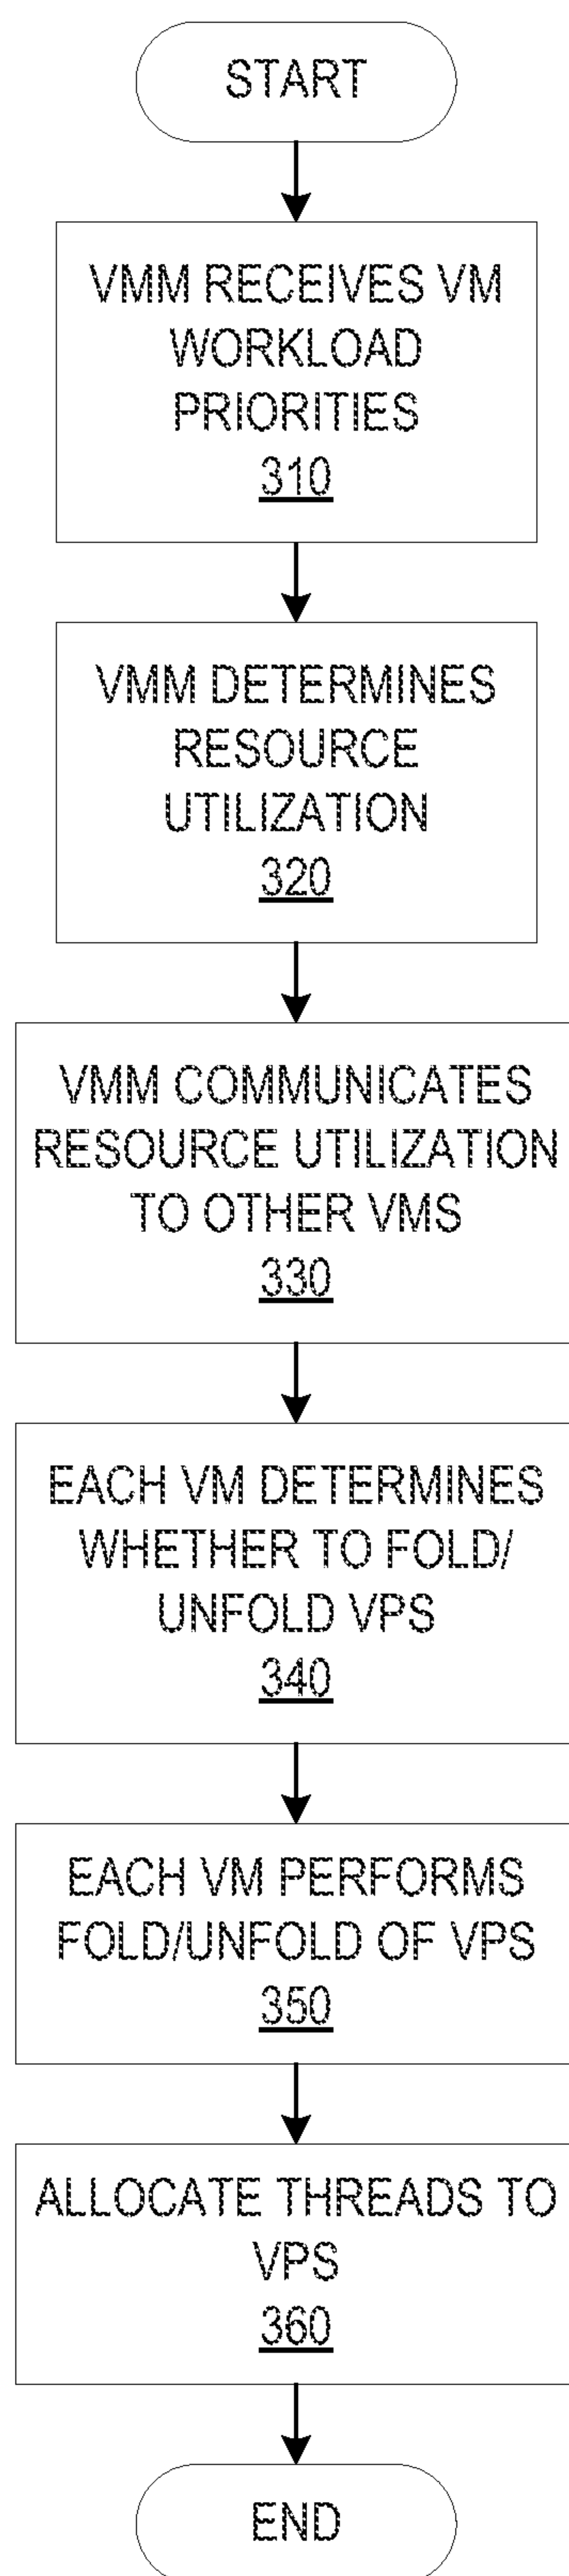 START
VMM RECEIVES VM
WORKLOAD
PRIORITIES
310
VMM DETERMINES
RESOURCE
UTILIZATION
320
VMM COMMUNICATES
RESOURCE UTILIZATION
TO OTHER VMS
330
EACH VM DETERMINES
WHETHER TO FOLD/
UNFOLD VPS
340
EACH VM PERFORMS
FOLD/UNFOLD OF VPS
350
ALLOCATE THREADS TO
VPS
360
END